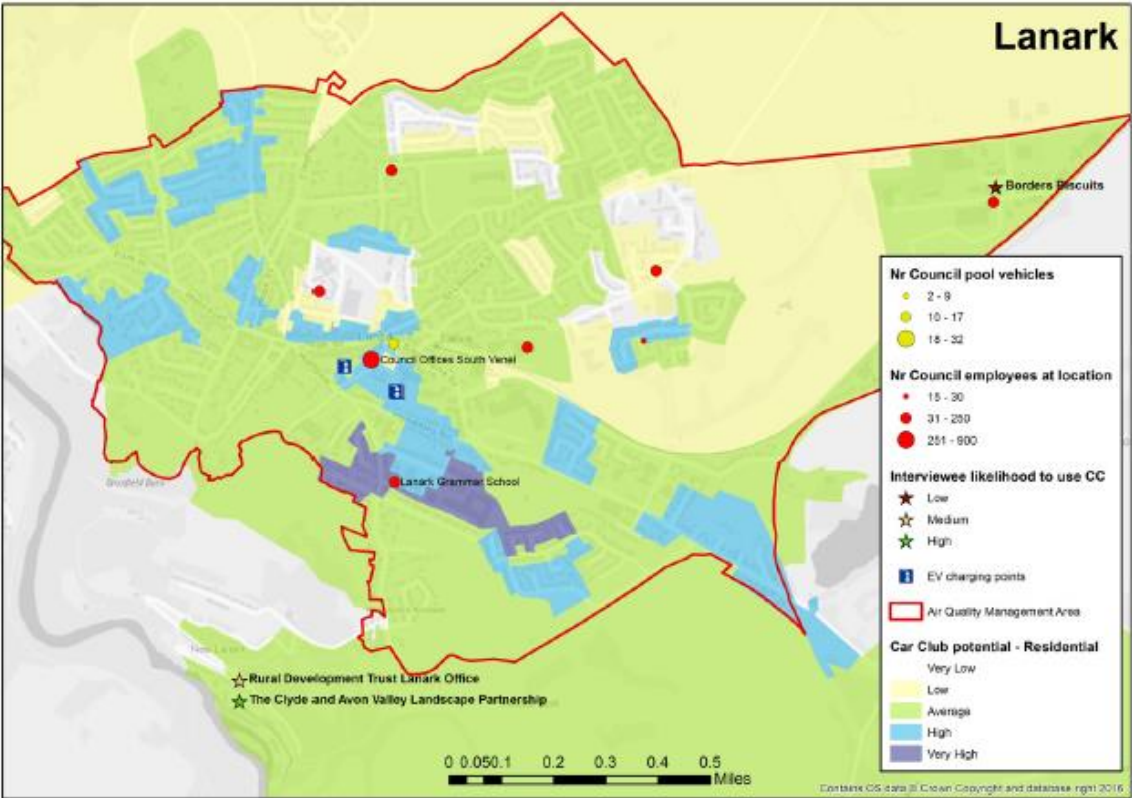 Lanark
Borders Biscuits
Council Offices South Venel
Lanark Grammar School
Rural Development Trust Lanark Office
The Clyde and Avon Valley Landscape Partnership
Nr Council pool vehicles
2 - 9
10 - 17
18 - 32
Nr Council employees at location
15 - 30
31 - 250
251 - 900
Interviewee likelihood to use CC
Low
Medium
High
EV charging points
Air Quality Management Area
Car Club potential - Residential
Very Low
Low
Average
High
Very High
0 0.050.1 0.2 0.3 0.4 0.5
Miles
Contains OS data © Crown Copyright and database right 2016